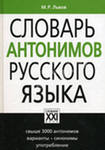 М.Р. Львов
СЛОВАРЬ
АНТОНИМОВ
РУССКОГО
ЯЗЫКА
XXI
свыше 3000 антонимов
варианты – синонимы
употребление